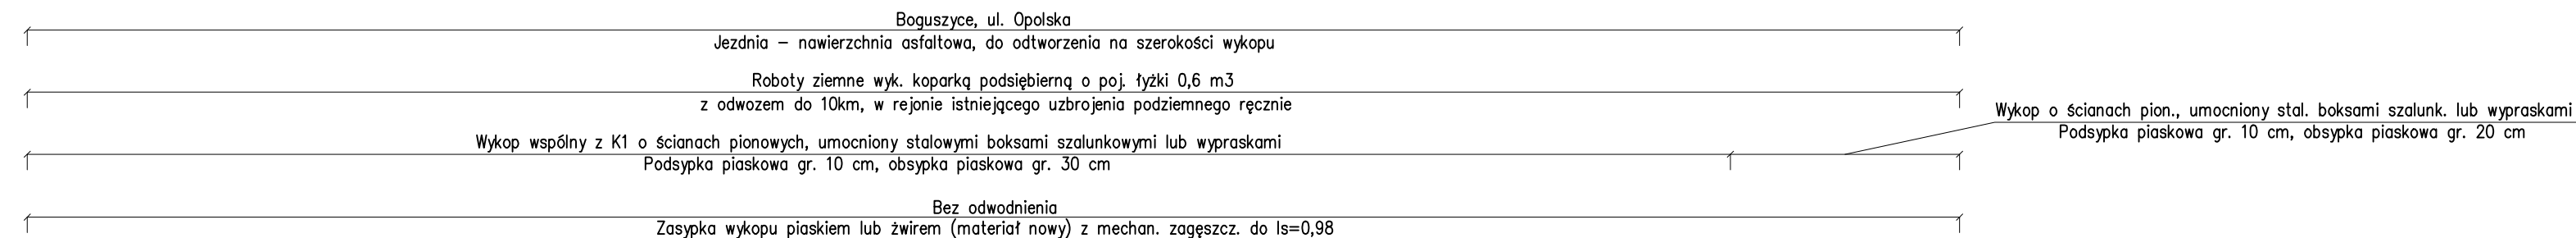 Boguszyce, ul. Opolska
Jezdnia – nawierzchnia asfaltowa, do odtworzenia na szerokości wykopu
Roboty ziemne wyk. koparką podsiębierną o poj. łyżki 0,6 m3
z odwozem do 10km, w rejonie istniejącego uzbrojenia podziemnego ręcznie
Wykop o ścianach pion., umocniony stal. boksami szalunk. lub wypraskami
Podsypka piaskowa gr. 10 cm, obsypka piaskowa gr. 20 cm
Wykop wspólny z K1 o ścianach pionowych, umocniony stalowymi boksami szalunkowymi lub wypraskami
Podsypka piaskowa gr. 10 cm, obsypka piaskowa gr. 30 cm
Bez odwodnienia
Zasypka wykopu piaskiem lub żwirem (materiał nowy) z mechan. zagęszcz. do Is=0,98